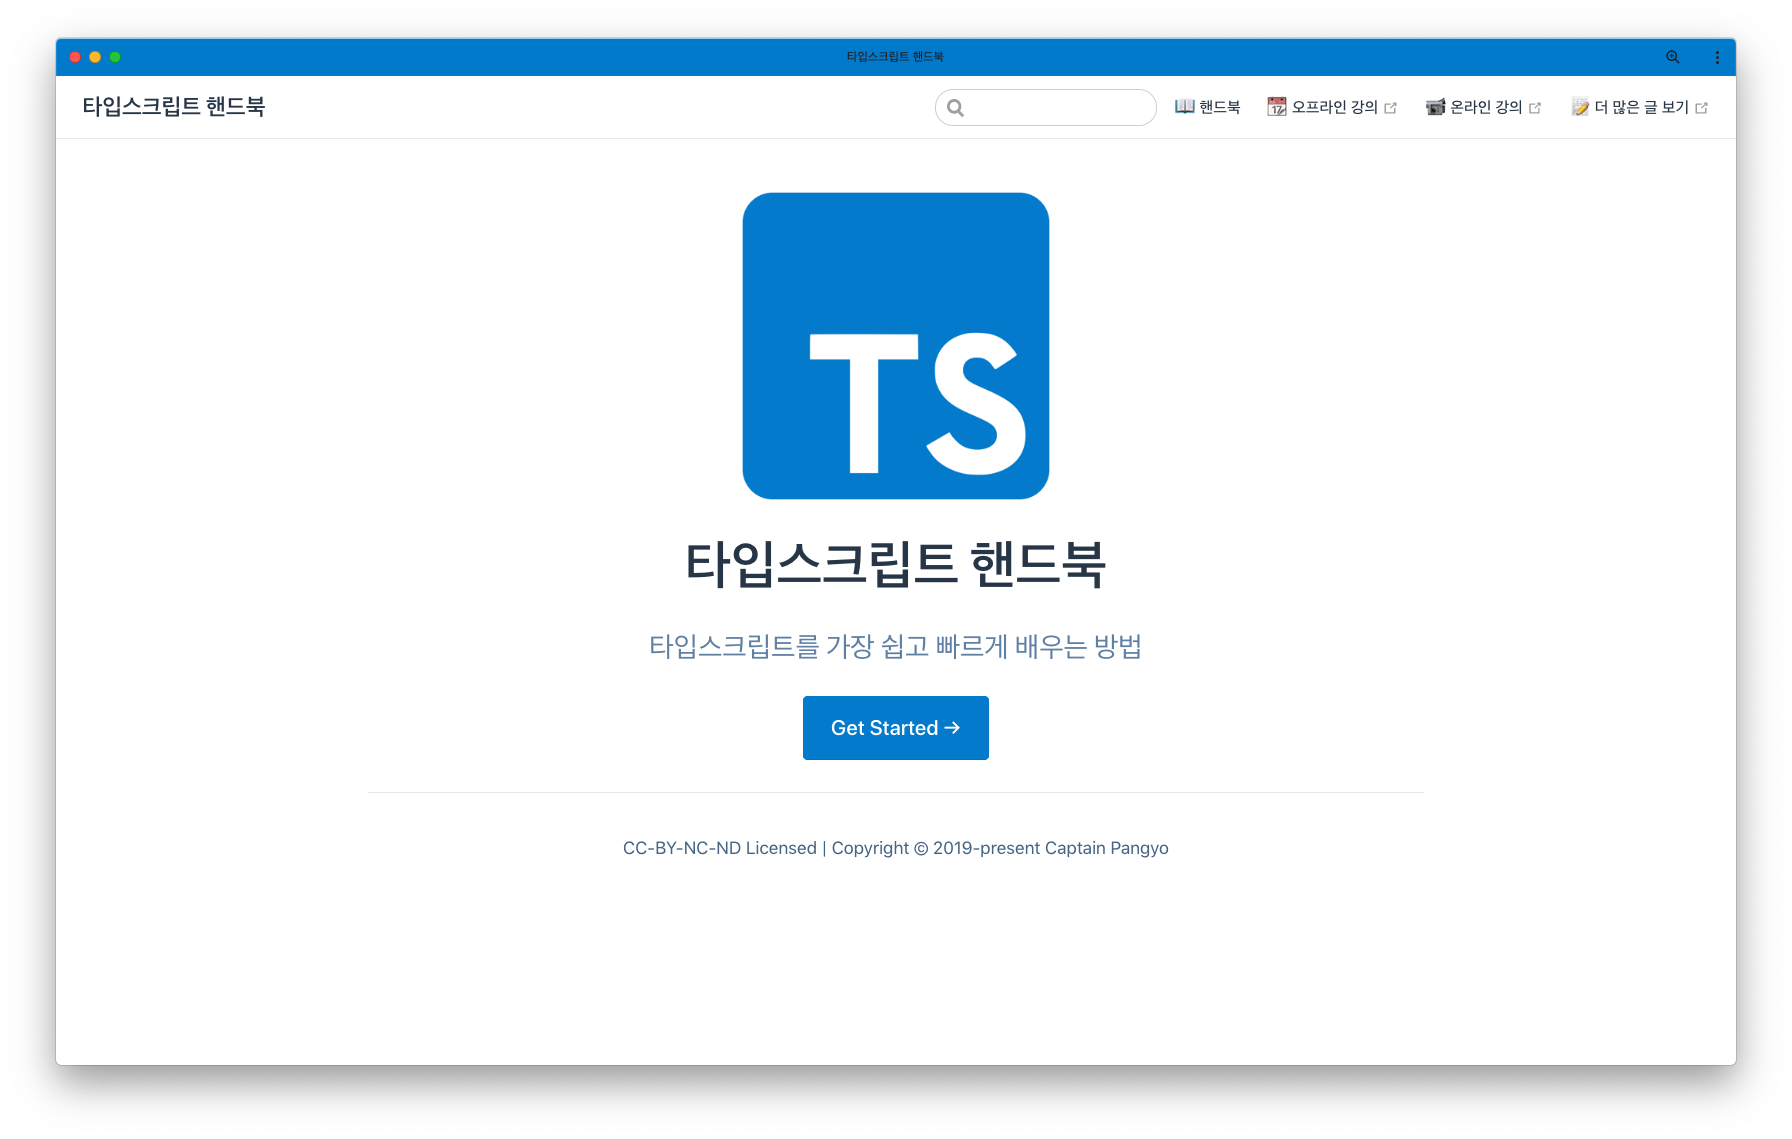 타입스크립트 핸드북
타입스크립트 핸드북
핸드북 오프라인 강의 온라인 강의 더 많은 글 보기
TS
타입스크립트 핸드북
타입스크립트를 가장 쉽고 빠르게 배우는 방법
Get Started →
CC-BY-NC-ND Licensed | Copyright © 2019-present Captain Pangyo